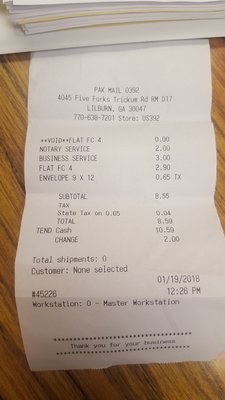 PAK MAIL 0392
4045 Five Forks Trickum Rd RM D17
LILBURN, GA 30047
770-638-7201 Store: US392
**VOID**FLAT FC 4 0.00
NOTARY SERVICE 2.00
BUSINESS SERVICE 3.00
FLAT FC 4 2.90
ENVELOPE 9 X 12 0.65 TX
SUBTOTAL 8.55
TAX
State Tax on 0.65 0.04
TOTAL 8.59
TEND Cash 10.59
CHANGE 2.00
Total shipments: 0
Customer: None selected
01/19/2018
#45226 12:26 PM
Workstation: 0 - Master Workstation
************************************
Thank you for your business
************************************